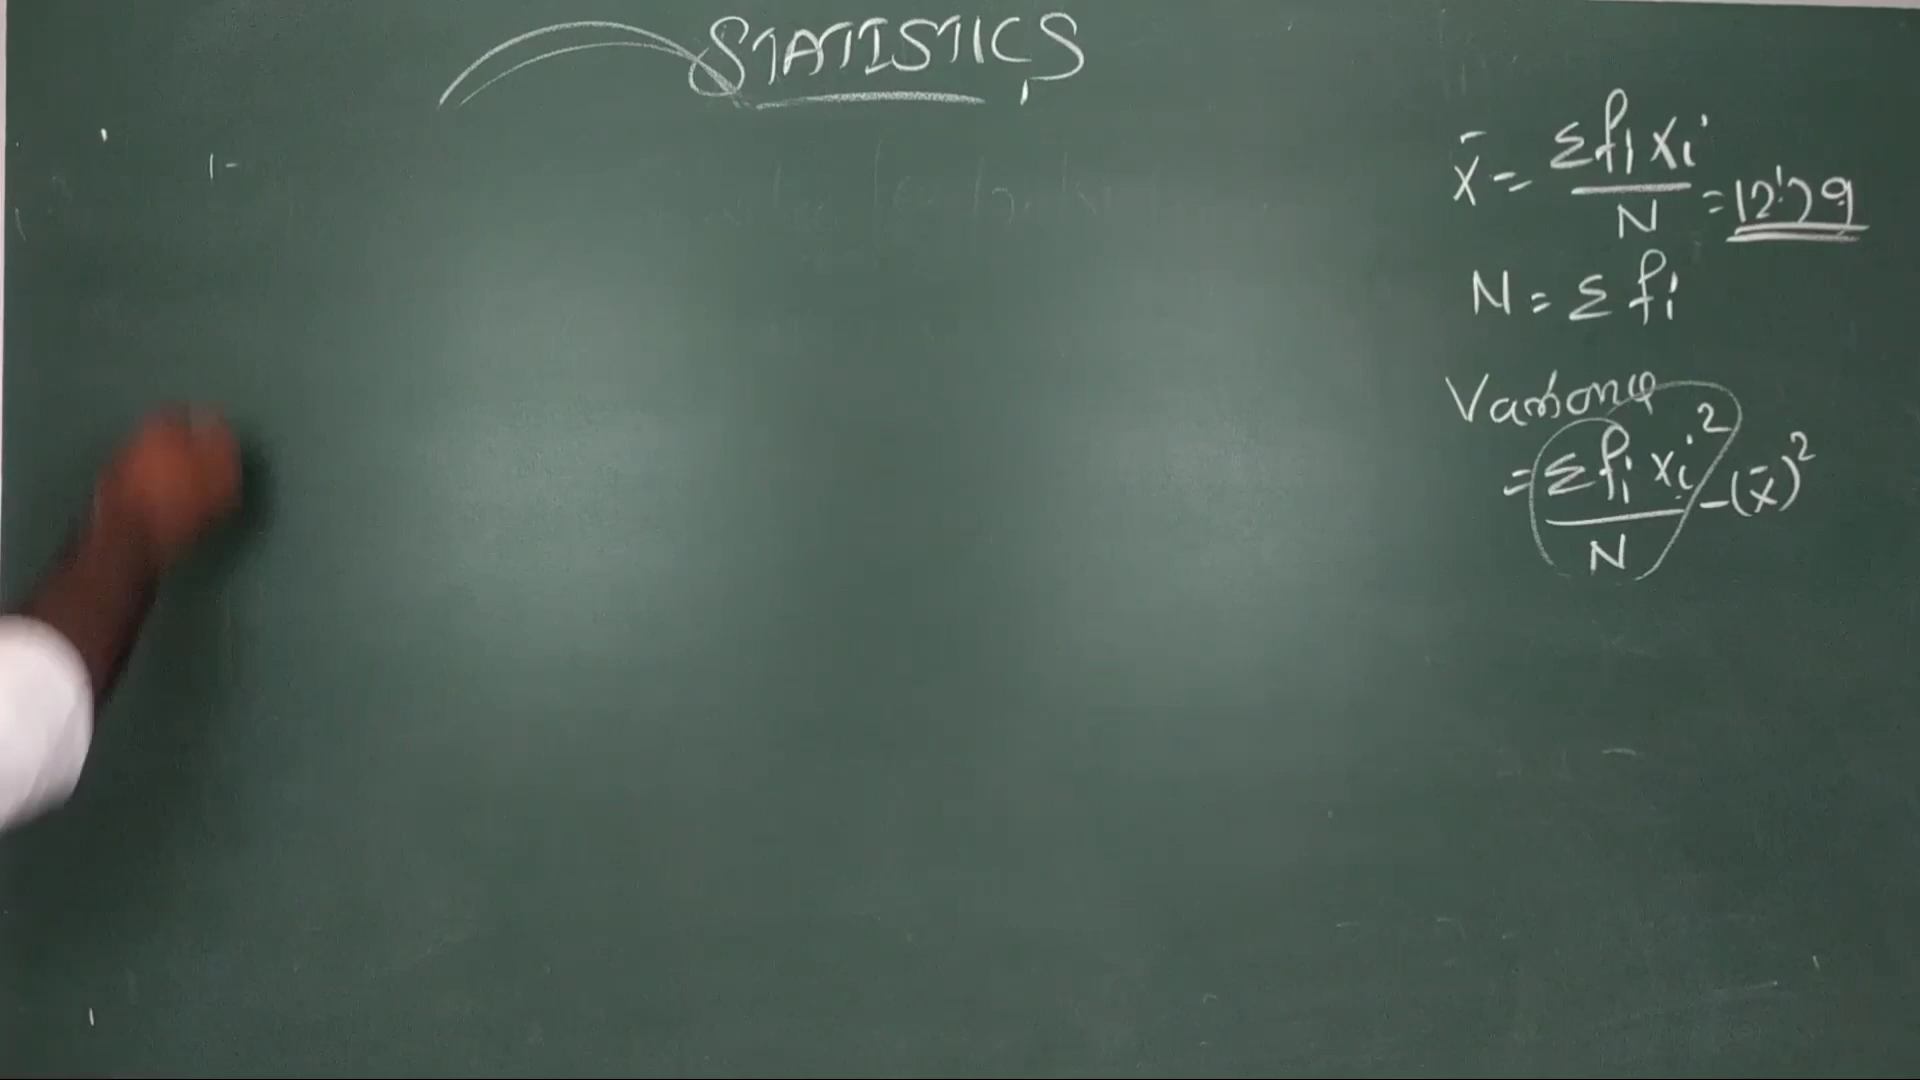 STATISTICS
x̄ = Σfixi / N = 12.79
N = Σfi
Variance
= Σfixi² / N - (x̄)²